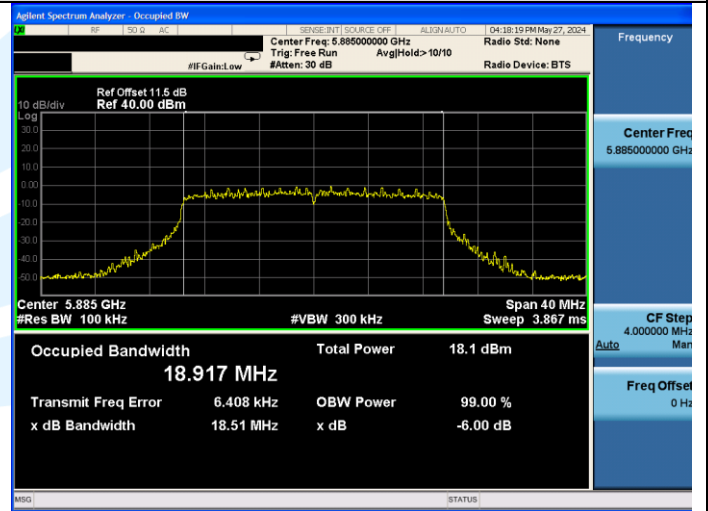 Agilent Spectrum Analyzer - Occupied BW
RF 50 Ω AC SENSE:INT SOURCE OFF ALIGN AUTO 04:18:19 PM May 27, 2024
Center Freq: 5.885000000 GHz Radio Std: None
Trig: Free Run Avg|Hold:>10/10
#IFGain:Low #Atten: 30 dB Radio Device: BTS
Frequency
Ref Offset 11.5 dB
10 dB/div Ref 40.00 dBm
Log
30.0
20.0
10.0
0.00
-10.0
-20.0
-30.0
-40.0
-50.0
Center Freq
5.885000000 GHz
Center 5.885 GHz Span 40 MHz
#Res BW 100 kHz #VBW 300 kHz Sweep 3.867 ms
CF Step
4.000000 MHz
Auto Man
Occupied Bandwidth Total Power 18.1 dBm
18.917 MHz
Transmit Freq Error 6.408 kHz OBW Power 99.00 %
x dB Bandwidth 18.51 MHz x dB -6.00 dB
Freq Offset
0 Hz
MSG STATUS